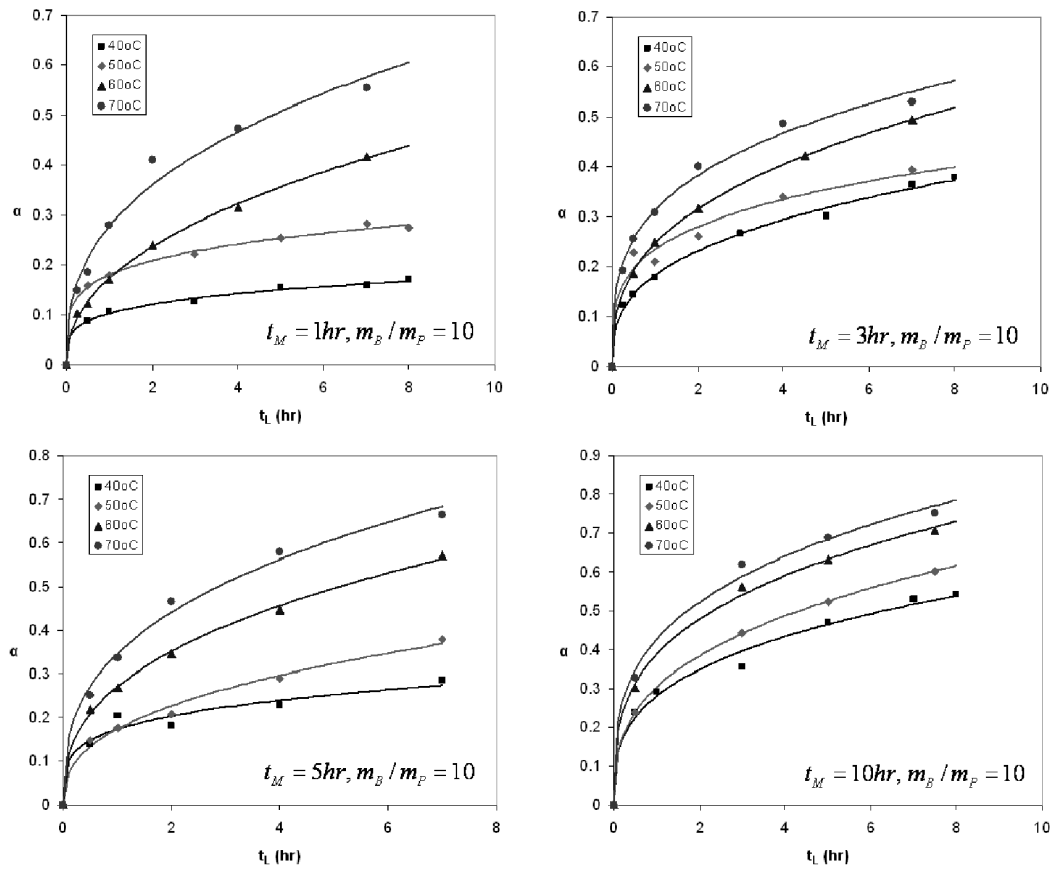 0.7
0.6
0.5
0.4
0.3
0.2
0.1
0
α
40oC
50oC
60oC
70oC
t_M = 1hr, m_B / m_P = 10
0 2 4 6 8 10
t_L (hr)
0.7
0.6
0.5
0.4
0.3
0.2
0.1
0
α
40oC
50oC
60oC
70oC
t_M = 3hr, m_B / m_P = 10
0 2 4 6 8 10
t_L (hr)
0.8
0.7
0.6
0.5
0.4
0.3
0.2
0.1
0
α
40oC
50oC
60oC
70oC
t_M = 5hr, m_B / m_P = 10
0 2 4 6 8
t_L (hr)
0.9
0.8
0.7
0.6
0.5
0.4
0.3
0.2
0.1
0
α
40oC
50oC
60oC
70oC
t_M = 10hr, m_B / m_P = 10
0 2 4 6 8 10
t_L (hr)